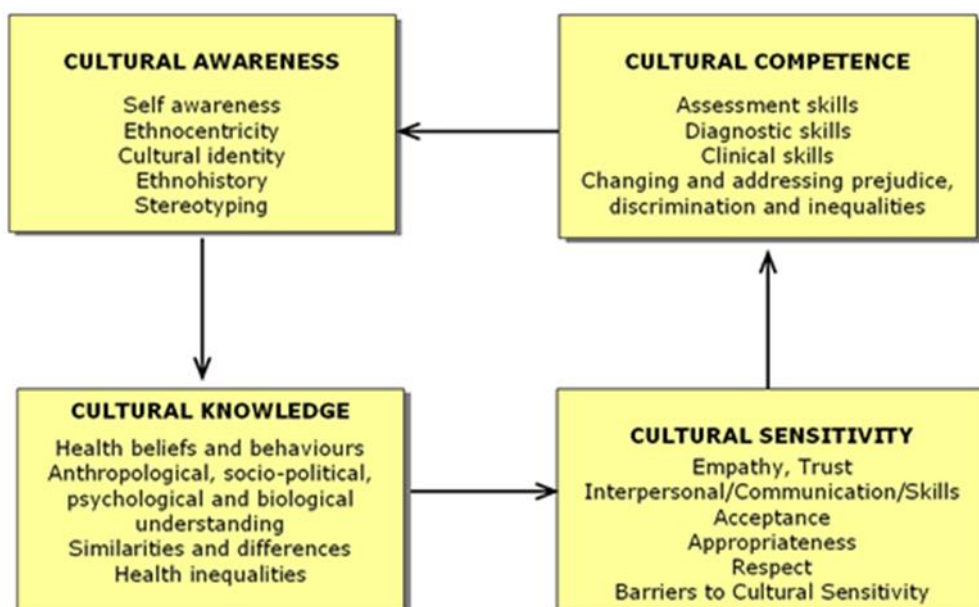 CULTURAL AWARENESS
Self awareness
Ethnocentricity
Cultural identity
Ethnohistory
Stereotyping
CULTURAL COMPETENCE
Assessment skills
Diagnostic skills
Clinical skills
Changing and addressing prejudice,
discrimination and inequalities
CULTURAL KNOWLEDGE
Health beliefs and behaviours
Anthropological, socio-political,
psychological and biological
understanding
Similarities and differences
Health inequalities
CULTURAL SENSITIVITY
Empathy, Trust
Interpersonal/Communication/Skills
Acceptance
Appropriateness
Respect
Barriers to Cultural Sensitivity